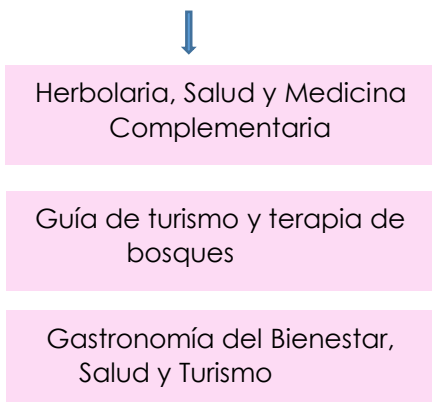 Herbolaria, Salud y Medicina
Complementaria
Guía de turismo y terapia de
bosques
Gastronomía del Bienestar,
Salud y Turismo